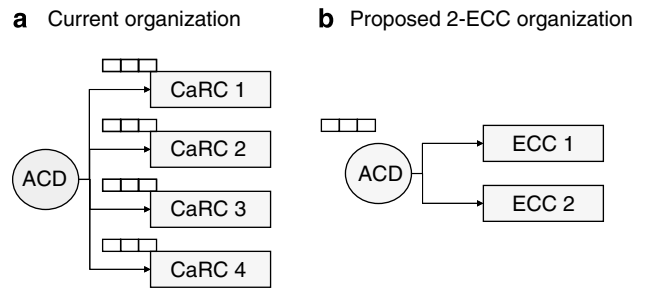 a Current organization
CaRC 1
CaRC 2
ACD
CaRC 3
CaRC 4
b Proposed 2-ECC organization
ECC 1
ACD
ECC 2